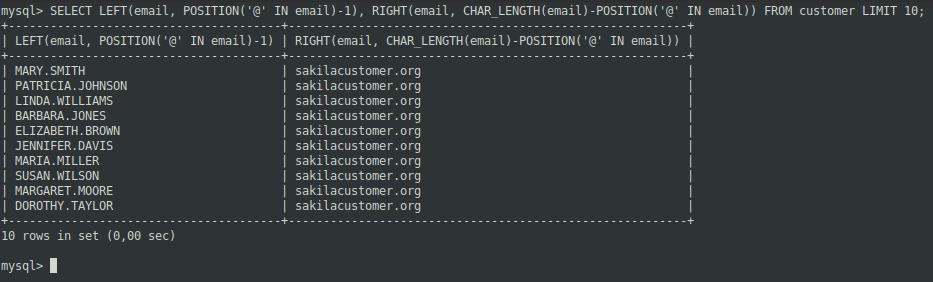 mysql> SELECT LEFT(email, POSITION('@' IN email)-1), RIGHT(email, CHAR_LENGTH(email)-POSITION('@' IN email)) FROM customer LIMIT 10;
+---------------------------------------+---------------------------------------------------------+
| LEFT(email, POSITION('@' IN email)-1) | RIGHT(email, CHAR_LENGTH(email)-POSITION('@' IN email)) |
+---------------------------------------+---------------------------------------------------------+
| MARY.SMITH                            | sakilacustomer.org                                      |
| PATRICIA.JOHNSON                      | sakilacustomer.org                                      |
| LINDA.WILLIAMS                        | sakilacustomer.org                                      |
| BARBARA.JONES                         | sakilacustomer.org                                      |
| ELIZABETH.BROWN                       | sakilacustomer.org                                      |
| JENNIFER.DAVIS                        | sakilacustomer.org                                      |
| MARIA.MILLER                          | sakilacustomer.org                                      |
| SUSAN.WILSON                          | sakilacustomer.org                                      |
| MARGARET.MOORE                        | sakilacustomer.org                                      |
| DOROTHY.TAYLOR                        | sakilacustomer.org                                      |
+---------------------------------------+---------------------------------------------------------+
10 rows in set (0,00 sec)

mysql>